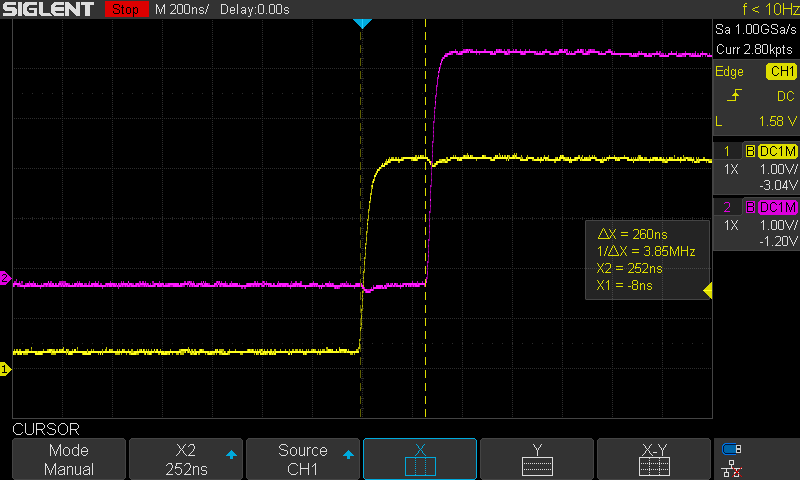 SIGLENT Stop M 200ns/ Delay:0.00s f < 10Hz
Sa 1.00GSa/s
Curr 2.80kpts
Edge CH1
DC
L 1.58 V
1 B DC1M
1X 1.00V/
-3.04V
2 B DC1M
1X 1.00V/
-1.20V
ΔX = 260ns
1/ΔX = 3.85MHz
X2 = 252ns
X1 = -8ns
2
1
CURSOR
Mode
Manual
X2
252ns
Source
CH1
X
Y
X-Y